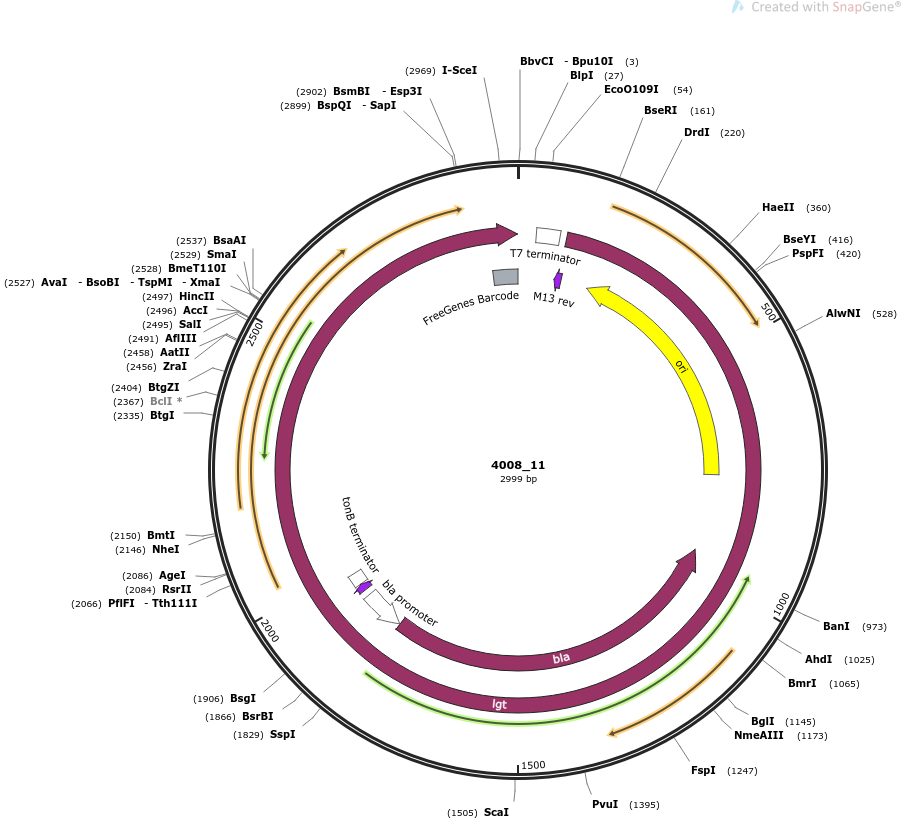 Created with SnapGene®
(2969) I-SceI
(2902) BsmBI - Esp3I
(2899) BspQI - SapI
BbvCI - Bpu10I (3)
BlpI (27)
EcoO109I (54)
BseRI (161)
DrdI (220)
HaeII (360)
BseYI (416)
PspFI (420)
AlwNI (528)
BanI (973)
AhdI (1025)
BmrI (1065)
BglI (1145)
NmeAIII (1173)
FspI (1247)
PvuI (1395)
(1505) ScaI
(1829) SspI
(1866) BsrBI
(1906) BsgI
(2066) PflFI - Tth111I
(2084) RsrII
(2086) AgeI
(2146) NheI
(2150) BmtI
(2335) BtgI
(2367) BclI *
(2404) BtgZI
(2456) ZraI
(2458) AatII
(2491) AflIII
(2495) SalI
(2496) AccI
(2497) HincII
(2527) AvaI - BsoBI - TspMI - XmaI
(2528) BmeT110I
(2529) SmaI
(2537) BsaAI
500
1000
1500
2000
2500
T7 terminator
M13 rev
FreeGenes Barcode
ori
4008_11
2999 bp
tonB terminator
bla promoter
bla
lgt